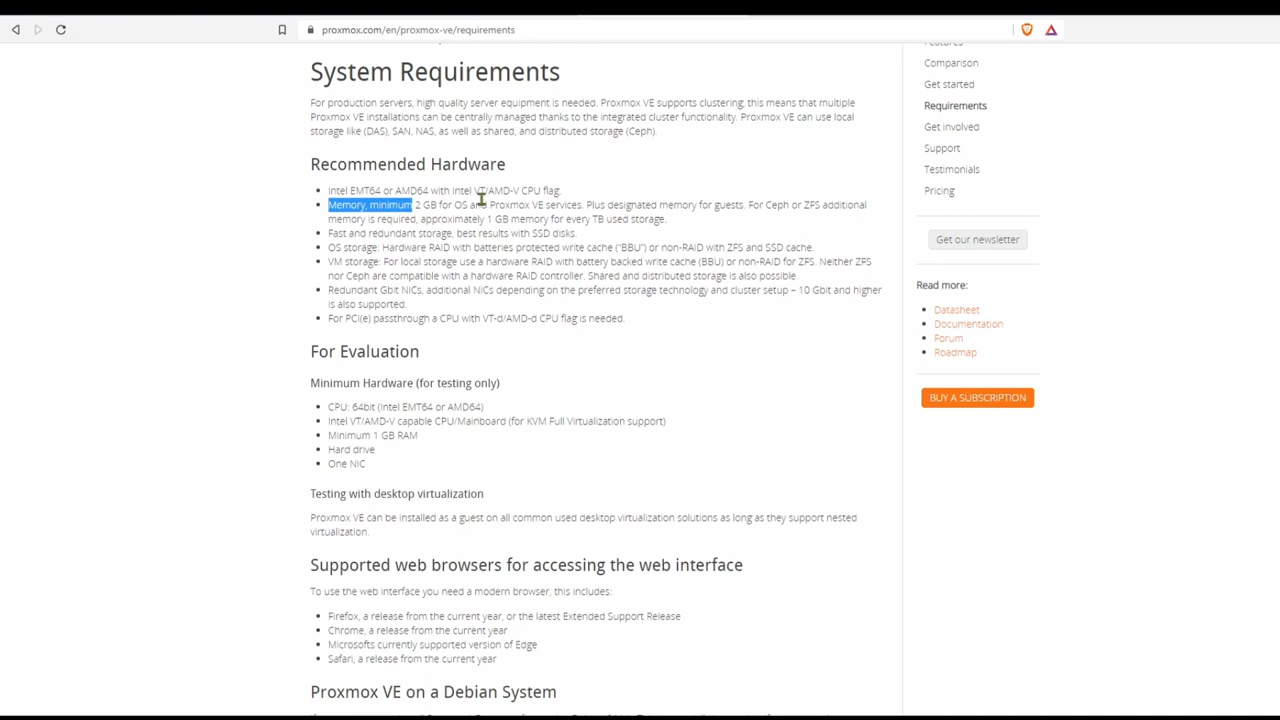 proxmox.com/en/proxmox-ve/requirements
System Requirements
For production servers, high quality server equipment is needed. Proxmox VE supports clustering, this means that multiple
Proxmox VE installations can be centrally managed thanks to the integrated cluster functionality. Proxmox VE can use local
storage like (DAS), SAN, NAS, as well as shared, and distributed storage (Ceph).
Recommended Hardware
Intel EMT64 or AMD64 with Intel VT/AMD-V CPU flag.
Memory, minimum 2 GB for OS and Proxmox VE services. Plus designated memory for guests. For Ceph or ZFS additional
memory is required, approximately 1 GB memory for every TB used storage.
Fast and redundant storage, best results with SSD disks.
OS storage: Hardware RAID with batteries protected write cache (“BBU”) or non-RAID with ZFS and SSD cache.
VM storage: For local storage use a hardware RAID with battery backed write cache (BBU) or non-RAID for ZFS. Neither ZFS
nor Ceph are compatible with a hardware RAID controller. Shared and distributed storage is also possible.
Redundant Gbit NICs, additional NICs depending on the preferred storage technology and cluster setup – 10 Gbit and higher
is also supported.
For PCI(e) passthrough a CPU with VT-d/AMD-d CPU flag is needed.
For Evaluation
Minimum Hardware (for testing only)
CPU: 64bit (Intel EMT64 or AMD64)
Intel VT/AMD-V capable CPU/Mainboard (for KVM Full Virtualization support)
Minimum 1 GB RAM
Hard drive
One NIC
Testing with desktop virtualization
Proxmox VE can be installed as a guest on all common used desktop virtualization solutions as long as they support nested
virtualization.
Supported web browsers for accessing the web interface
To use the web interface you need a modern browser, this includes:
Firefox, a release from the current year, or the latest Extended Support Release
Chrome, a release from the current year
Microsofts currently supported version of Edge
Safari, a release from the current year
Proxmox VE on a Debian System
Features
Comparison
Get started
Requirements
Get involved
Support
Testimonials
Pricing
Get our newsletter
Read more:
Datasheet
Documentation
Forum
Roadmap
BUY A SUBSCRIPTION